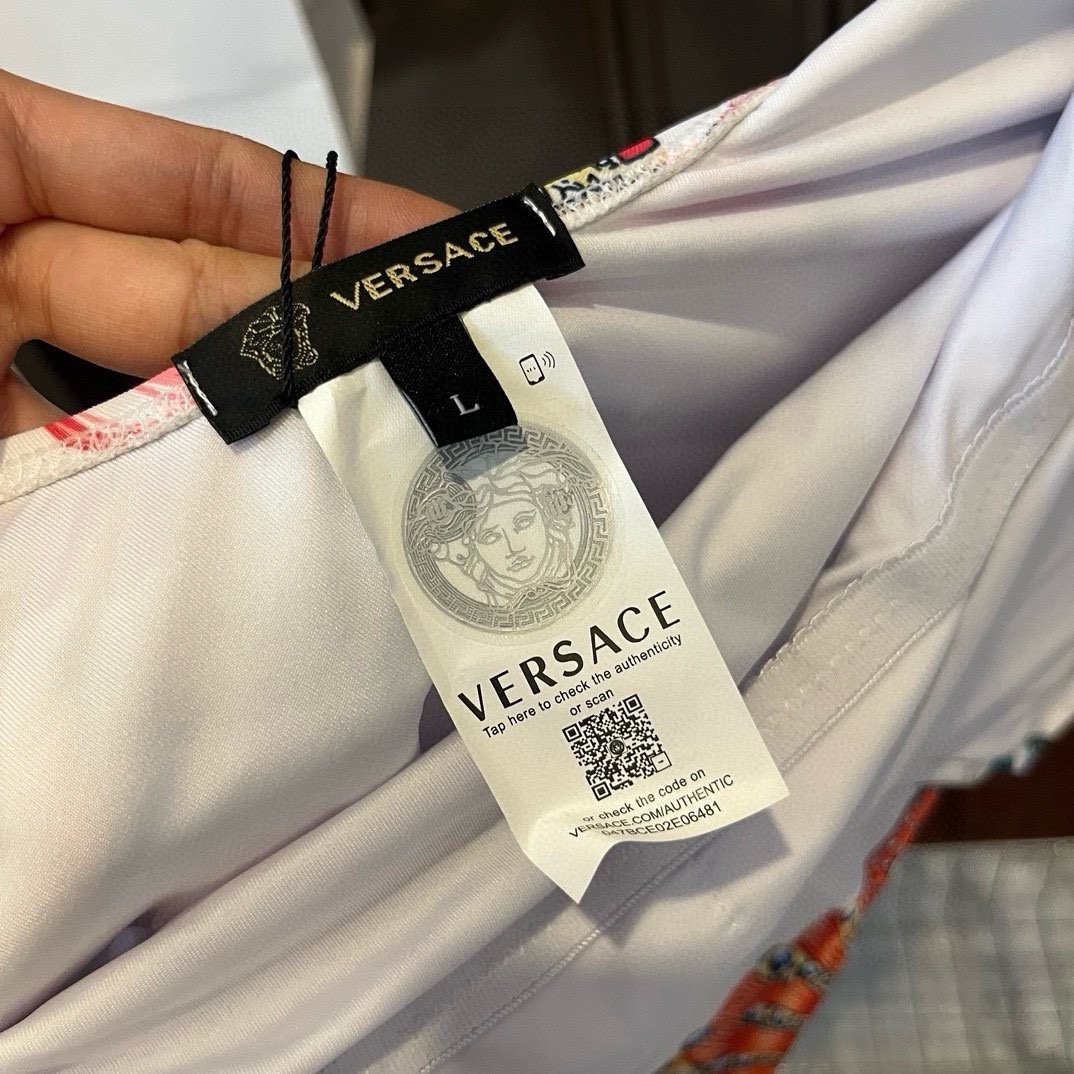 VERSACE
L
VERSACE
Tap here to check the authenticity
or scan
or check the code on
VERSACE.COM/AUTHENTIC
047BCE02E06481